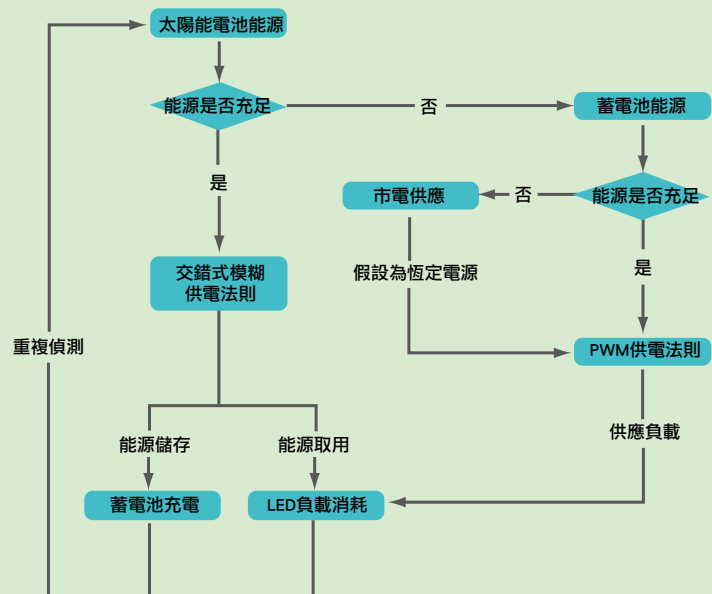 太陽能電池能源
能源是否充足
否
蓄電池能源
是
市電供應
否
能源是否充足
交錯式模糊
供電法則
假設為恆定電源
是
重複偵測
PWM供電法則
能源儲存
能源取用
供應負載
蓄電池充電
LED負載消耗